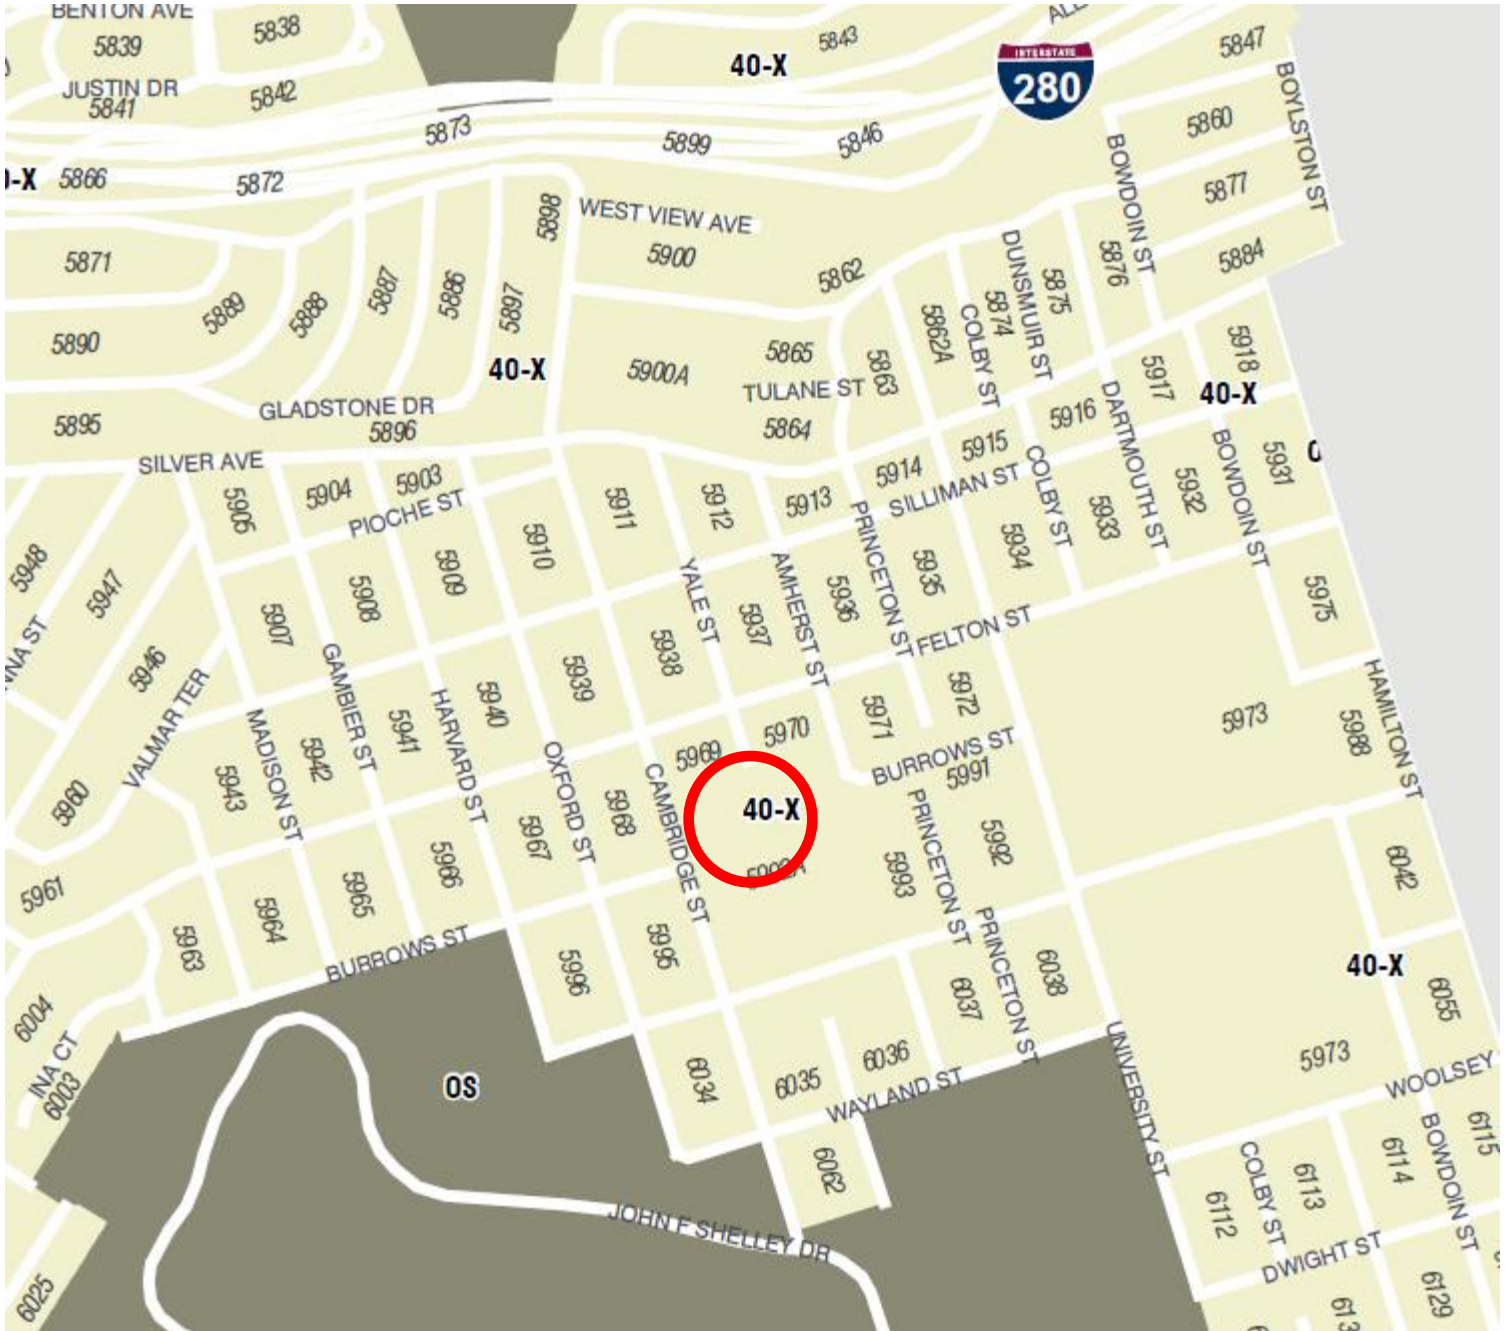 BENTON AVE
5838
5839
5843
ALL
5847
40-X
INTERSTATE
280
JUSTIN DR
5841
5842
BOYLSTON ST
5860
5873
5899
5846
BOWDOIN ST
-X
5866
5872
5877
5898
WEST VIEW AVE
5900
5871
5862
DUNSMUIR ST
5876
5884
5889
5888
5887
5886
5897
5875
5874
COLBY ST
5862A
5890
5865
5863
5918
40-X
5900A
TULANE ST
5917
40-X
GLADSTONE DR
5896
5895
5864
5916
DARTMOUTH ST
SILVER AVE
5915
5914
SILLIMAN ST
COLBY ST
BOWDOIN ST
5931
5932
5933
5905
5904
5903
PIOCHE ST
5911
5912
5913
PRINCETON ST
5910
5909
5908
5934
5935
5948
5947
5907
YALE ST
AMHERST ST
5936
5937
5938
FELTON ST
5975
NNA ST
5946
VALMAR TER
GAMBIER ST
5939
5940
5941
HARVARD ST
5972
5971
5973
5988
HAMILTON ST
MADISON ST
5942
5943
OXFORD ST
5969
5970
BURROWS ST
5991
5960
5968
5967
CAMBRIDGE ST
40-X
PRINCETON ST
5992
5993
5966
5965
5964
5961
6042
5963
BURROWS ST
5995
5996
PRINCETON ST
6038
6037
40-X
6055
6004
INA CT
6003
OS
6034
6035
6036
WAYLAND ST
UNIVERSITY ST
5973
WOOLSEY
6062
6115
6114
6113
6112
COLBY ST
BOWDOIN ST
JOHN F SHELLEY DR
DWIGHT ST
6025
6129
613